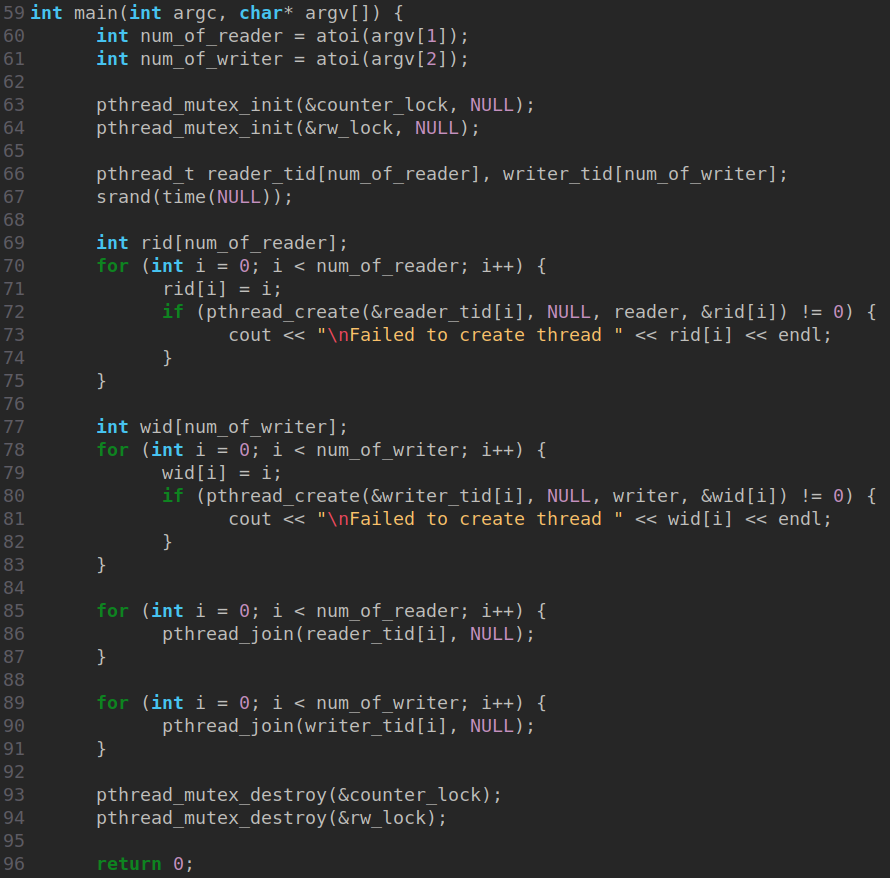 59 int main(int argc, char* argv[]) {
60       int num_of_reader = atoi(argv[1]);
61       int num_of_writer = atoi(argv[2]);
62
63       pthread_mutex_init(&counter_lock, NULL);
64       pthread_mutex_init(&rw_lock, NULL);
65
66       pthread_t reader_tid[num_of_reader], writer_tid[num_of_writer];
67       srand(time(NULL));
68
69       int rid[num_of_reader];
70       for (int i = 0; i < num_of_reader; i++) {
71             rid[i] = i;
72             if (pthread_create(&reader_tid[i], NULL, reader, &rid[i]) != 0) {
73                   cout << "\nFailed to create thread " << rid[i] << endl;
74             }
75       }
76
77       int wid[num_of_writer];
78       for (int i = 0; i < num_of_writer; i++) {
79             wid[i] = i;
80             if (pthread_create(&writer_tid[i], NULL, writer, &wid[i]) != 0) {
81                   cout << "\nFailed to create thread " << wid[i] << endl;
82             }
83       }
84
85       for (int i = 0; i < num_of_reader; i++) {
86             pthread_join(reader_tid[i], NULL);
87       }
88
89       for (int i = 0; i < num_of_writer; i++) {
90             pthread_join(writer_tid[i], NULL);
91       }
92
93       pthread_mutex_destroy(&counter_lock);
94       pthread_mutex_destroy(&rw_lock);
95
96       return 0;